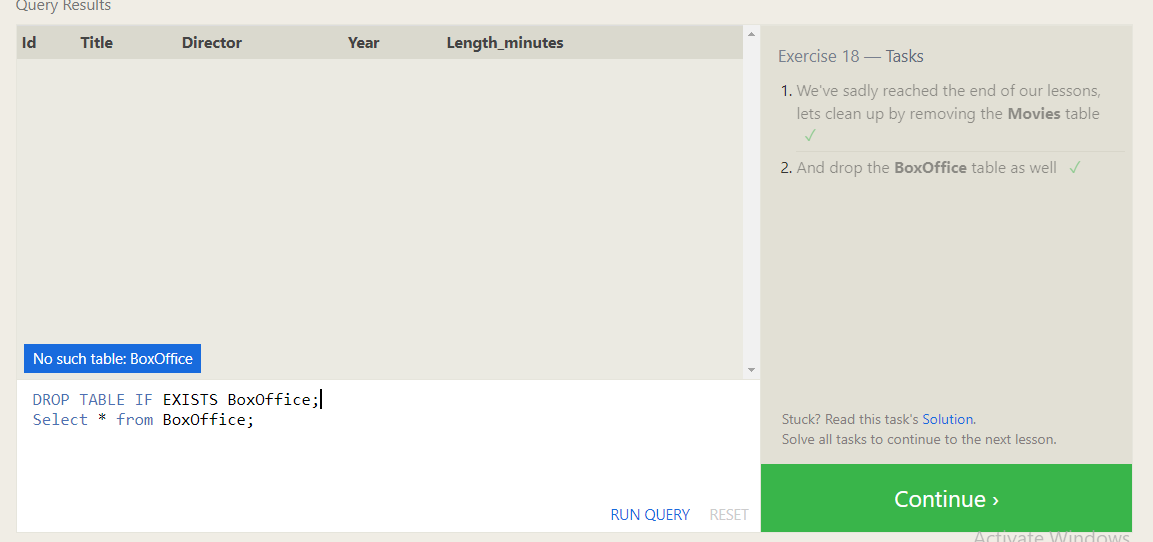 Query Results
Id Title Director Year Length_minutes
No such table: BoxOffice
DROP TABLE IF EXISTS BoxOffice;
Select * from BoxOffice;
RUN QUERY RESET
Exercise 18 — Tasks
1. We've sadly reached the end of our lessons,
lets clean up by removing the Movies table
✓
2. And drop the BoxOffice table as well ✓
Stuck? Read this task's Solution.
Solve all tasks to continue to the next lesson.
Continue ›
Activate Windows